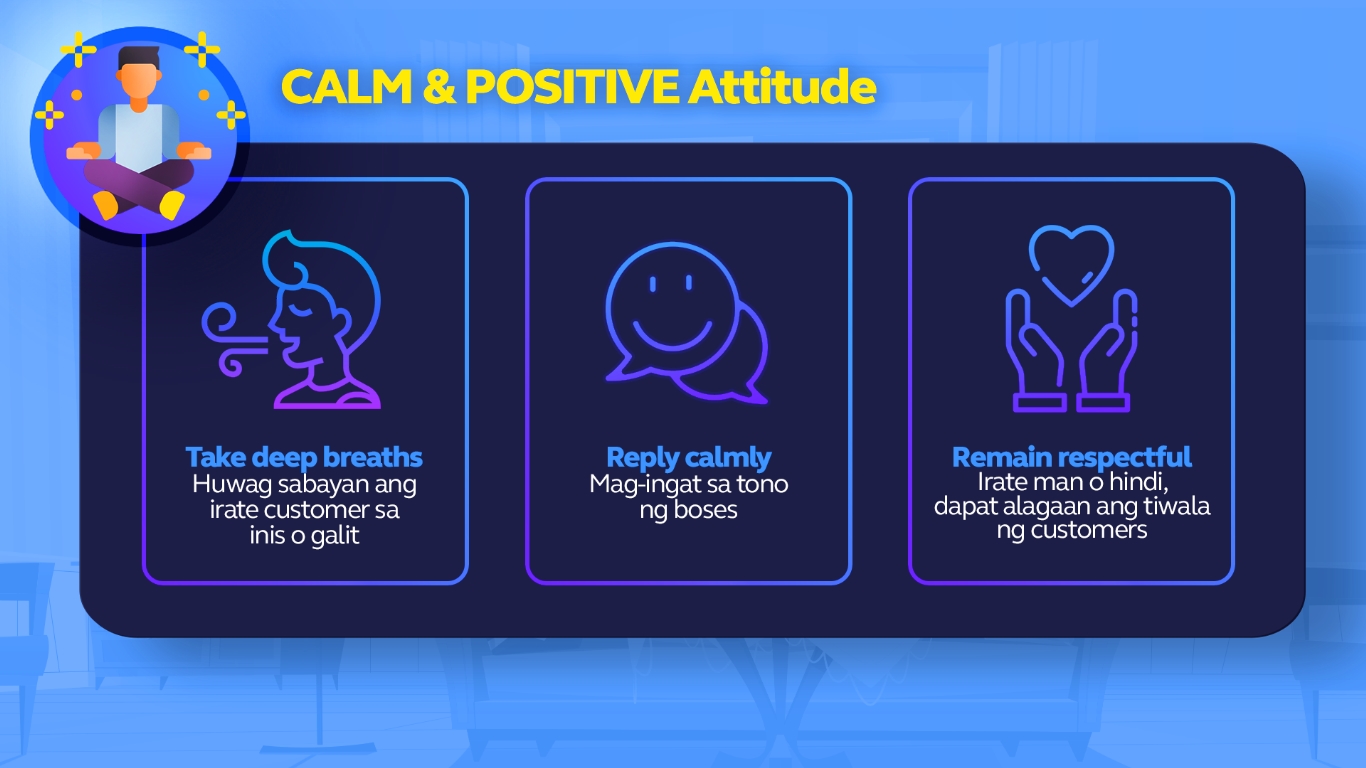 CALM & POSITIVE Attitude
Take deep breaths
Huwag sabayan ang
irate customer sa
inis o galit
Reply calmly
Mag-ingat sa tono
ng boses
Remain respectful
Irate man o hindi,
dapat alagaan ang tiwala
ng customers